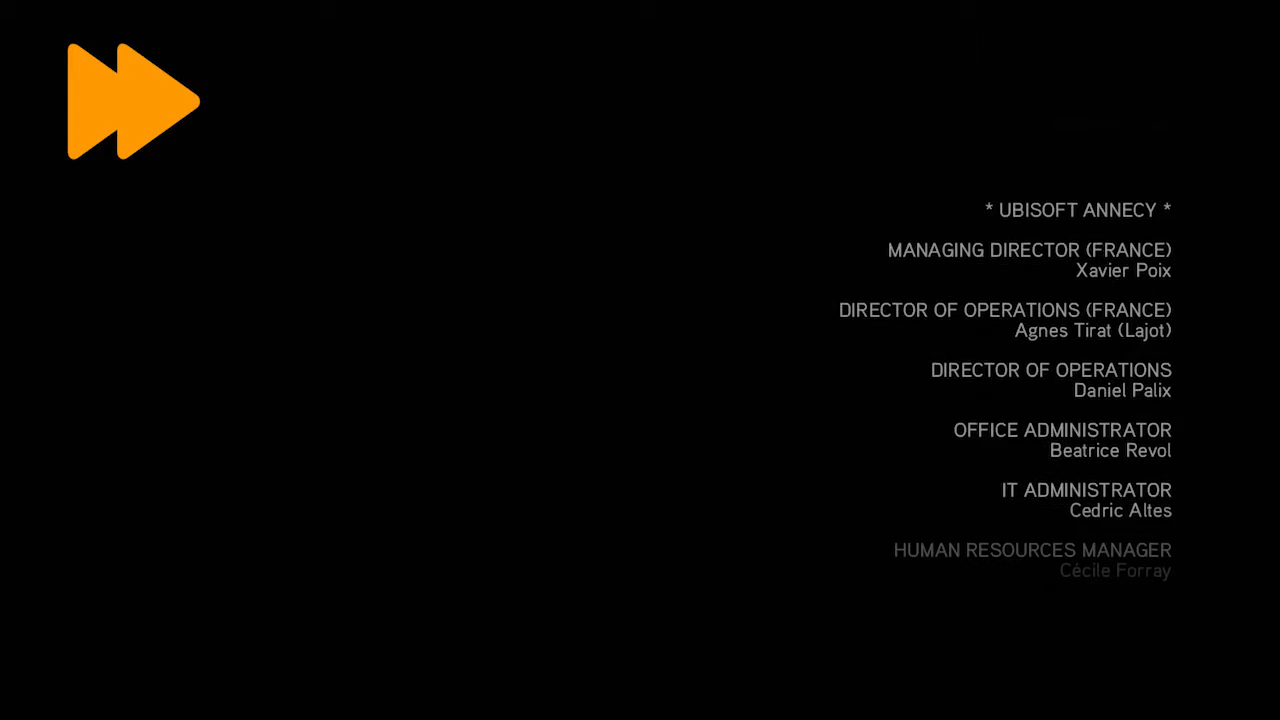 * UBISOFT ANNECY *
MANAGING DIRECTOR (FRANCE)
Xavier Poix
DIRECTOR OF OPERATIONS (FRANCE)
Agnes Tirat (Lajot)
DIRECTOR OF OPERATIONS
Daniel Palix
OFFICE ADMINISTRATOR
Beatrice Revol
IT ADMINISTRATOR
Cedric Altes
HUMAN RESOURCES MANAGER
Cécile Forray